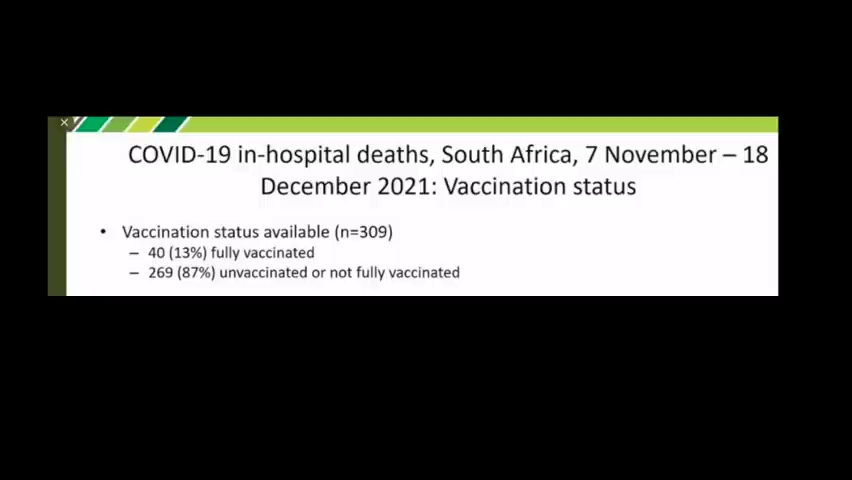 COVID-19 in-hospital deaths, South Africa, 7 November – 18
December 2021: Vaccination status
• Vaccination status available (n=309)
– 40 (13%) fully vaccinated
– 269 (87%) unvaccinated or not fully vaccinated